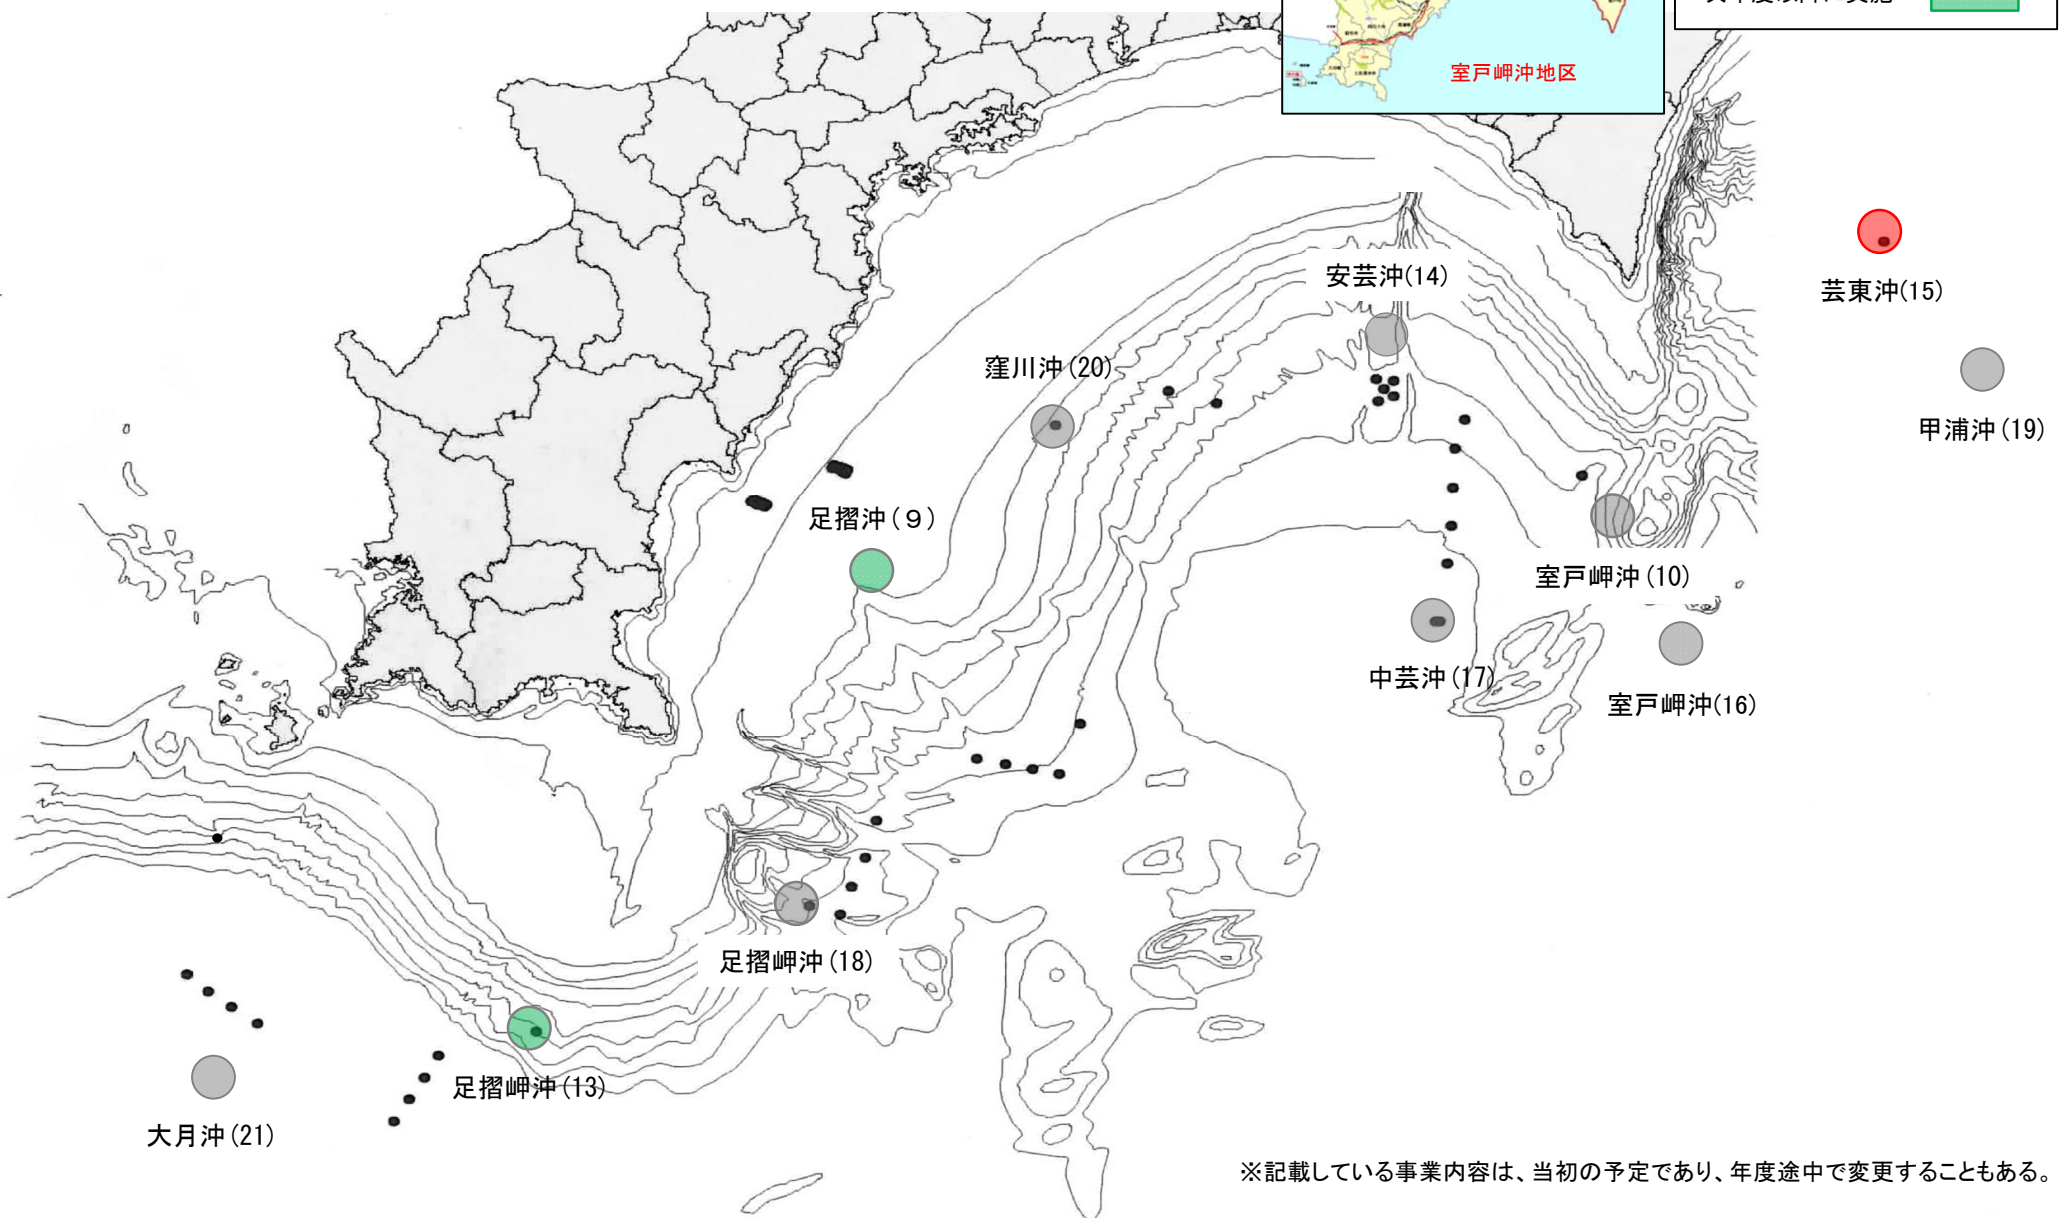 室戸岬沖地区
芸東沖(15)
安芸沖(14)
窪川沖(20)
甲浦沖(19)
足摺沖(９)
室戸岬沖(10)
中芸沖(17)
室戸岬沖(16)
足摺岬沖(18)
足摺岬沖(13)
大月沖(21)
※記載している事業内容は、当初の予定であり、年度途中で変更することもある。